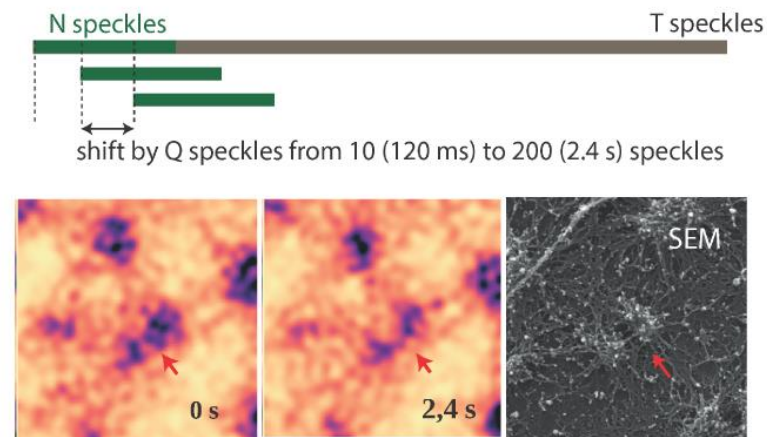 N speckles
T speckles
shift by Q speckles from 10 (120 ms) to 200 (2.4 s) speckles
0 s
2,4 s
SEM